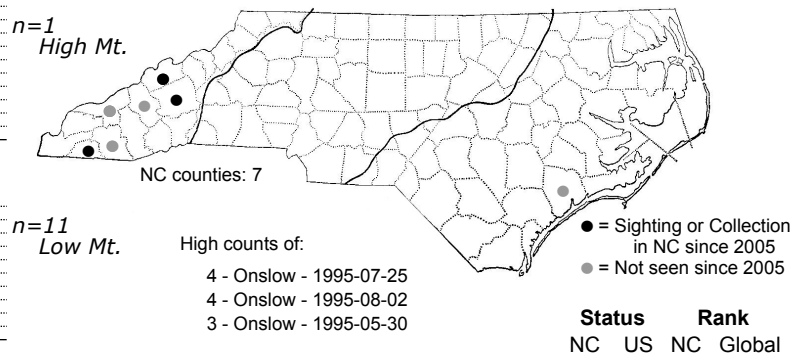 n=1
High Mt.
NC counties: 7
n=11
Low Mt.
High counts of:
4 - Onslow - 1995-07-25
4 - Onslow - 1995-08-02
3 - Onslow - 1995-05-30
= Sighting or Collection
in NC since 2005
= Not seen since 2005
Status Rank
NC US NC Global